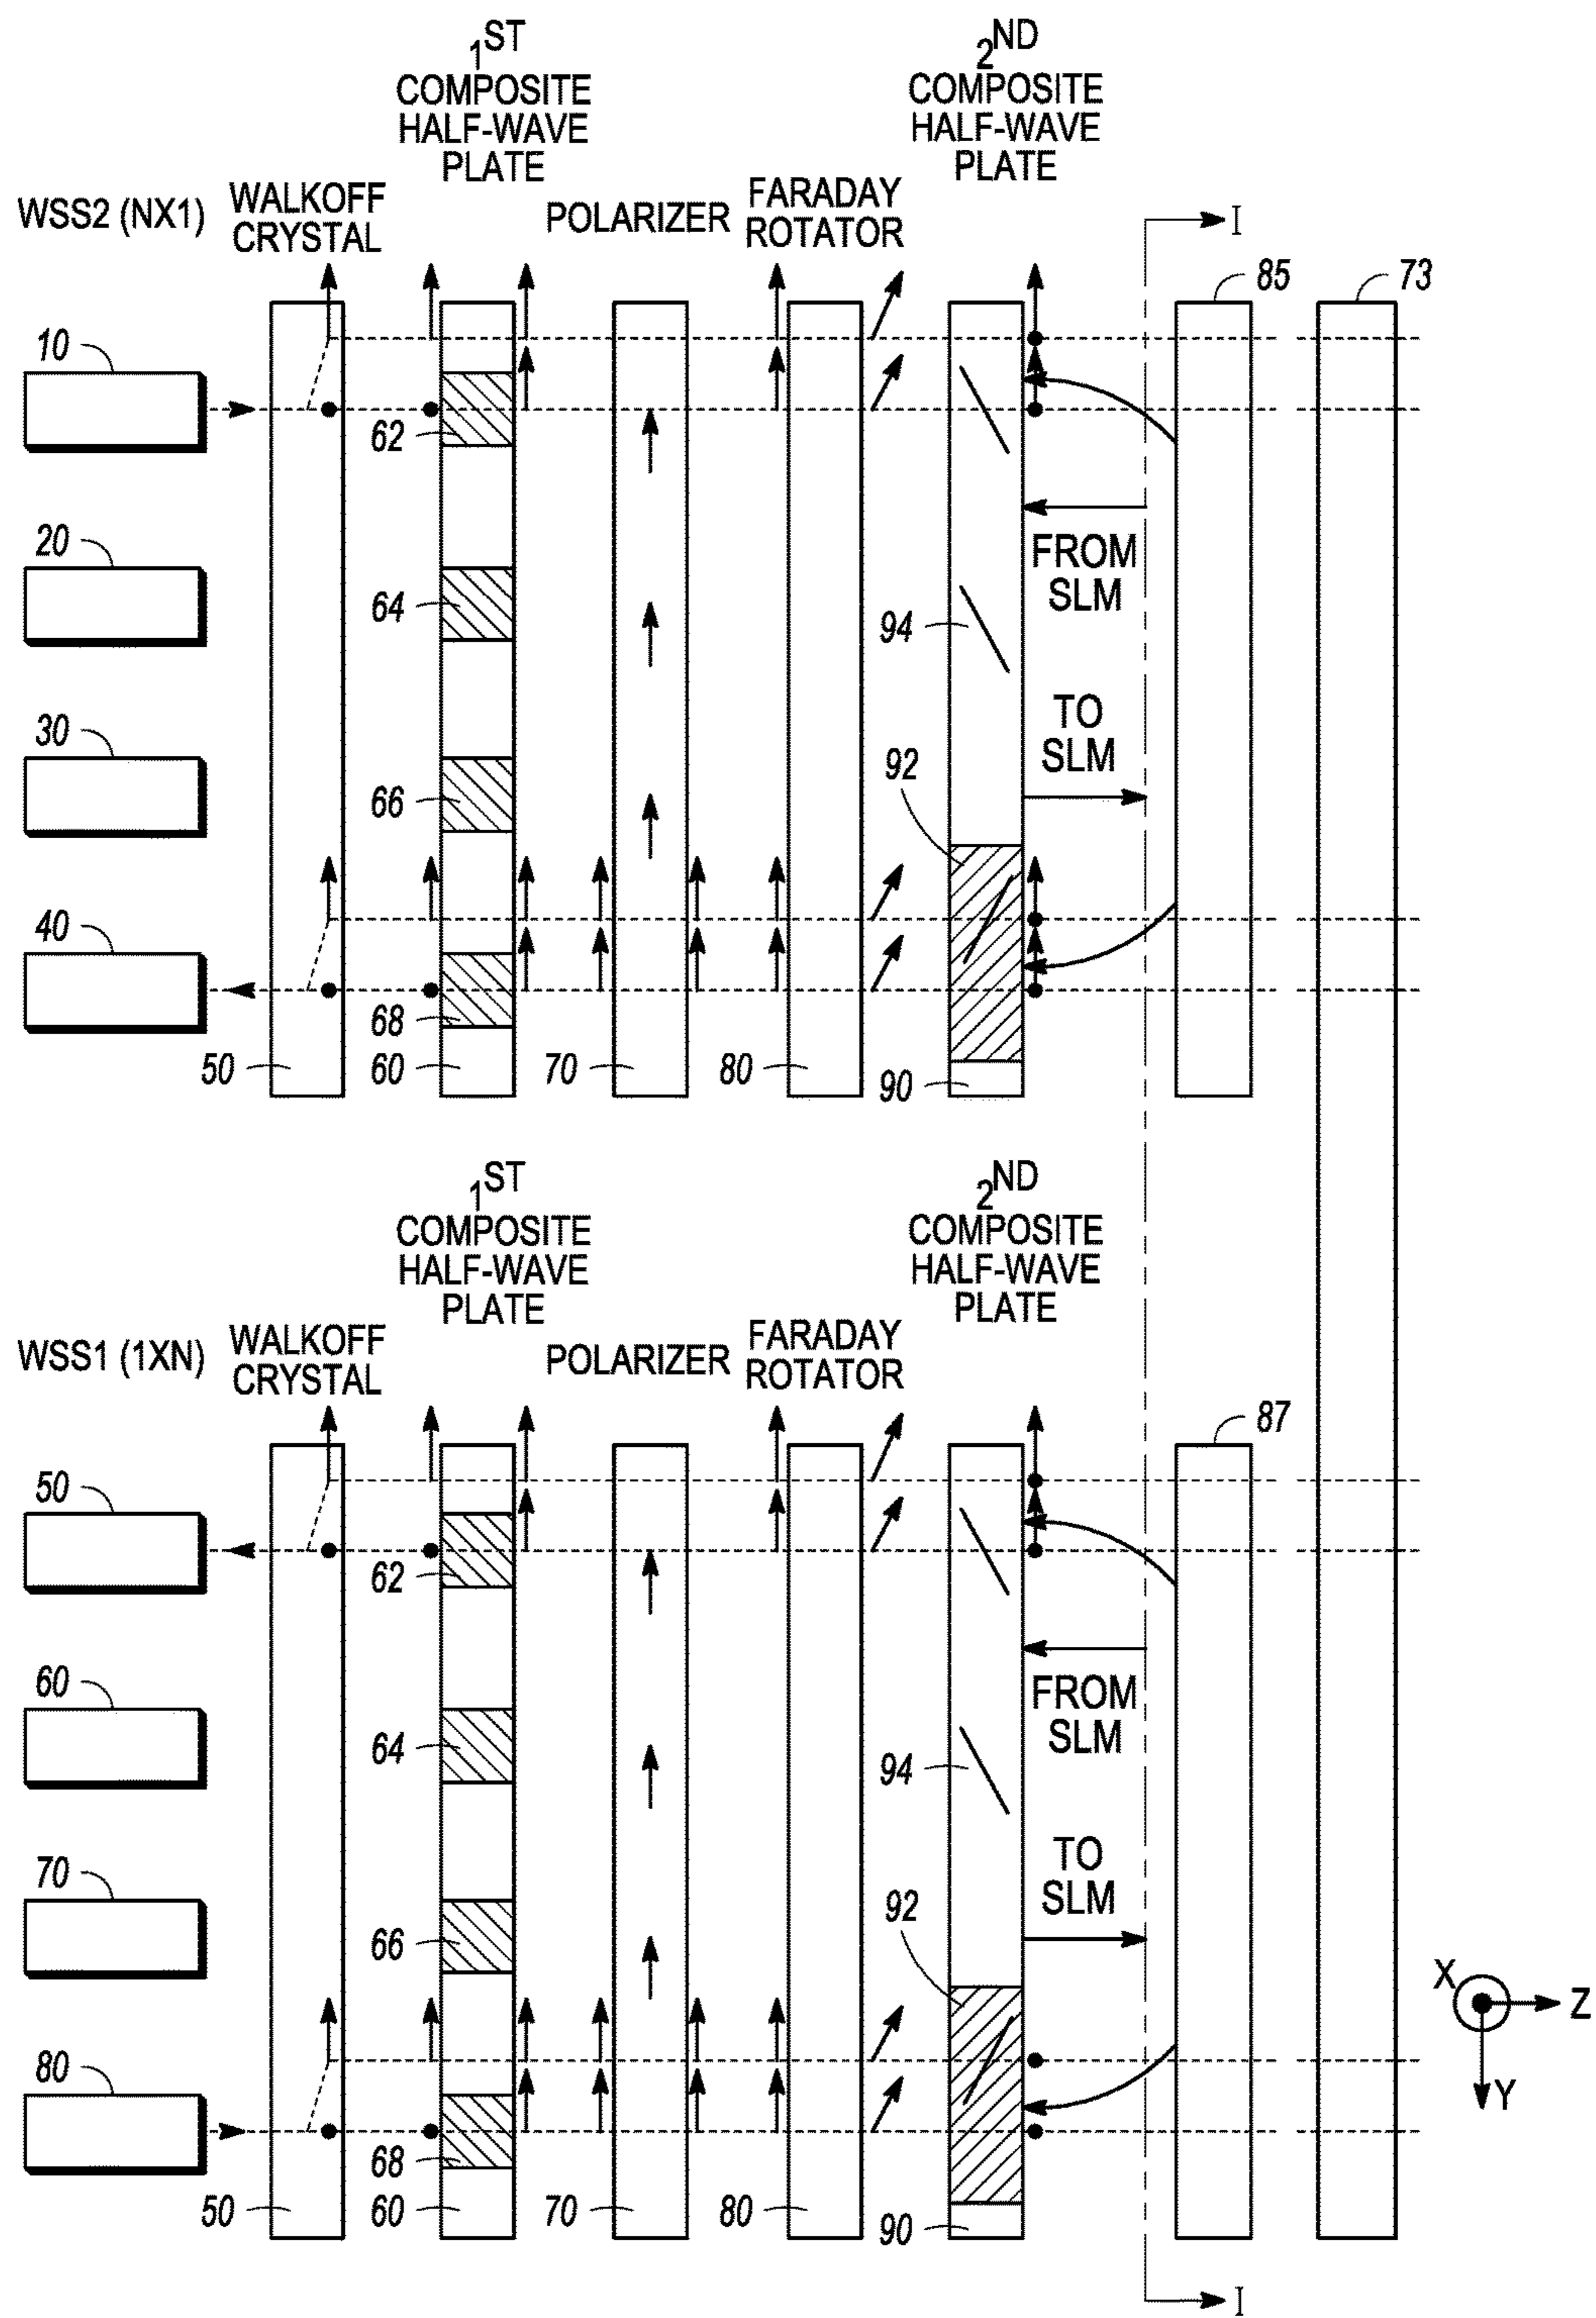 1ST
COMPOSITE
HALF-WAVE
PLATE
2ND
COMPOSITE
HALF-WAVE
PLATE
WSS2 (NX1)
WALKOFF
CRYSTAL
POLARIZER
FARADAY
ROTATOR
I
85
73
10
62
20
64
FROM
SLM
94
30
66
TO
SLM
92
40
68
50
60
70
80
90
1ST
COMPOSITE
HALF-WAVE
PLATE
2ND
COMPOSITE
HALF-WAVE
PLATE
WSS1 (1XN)
WALKOFF
CRYSTAL
POLARIZER
FARADAY
ROTATOR
87
50
62
60
64
FROM
SLM
94
70
66
TO
SLM
92
X
Z
Y
80
68
50
60
70
80
90
I